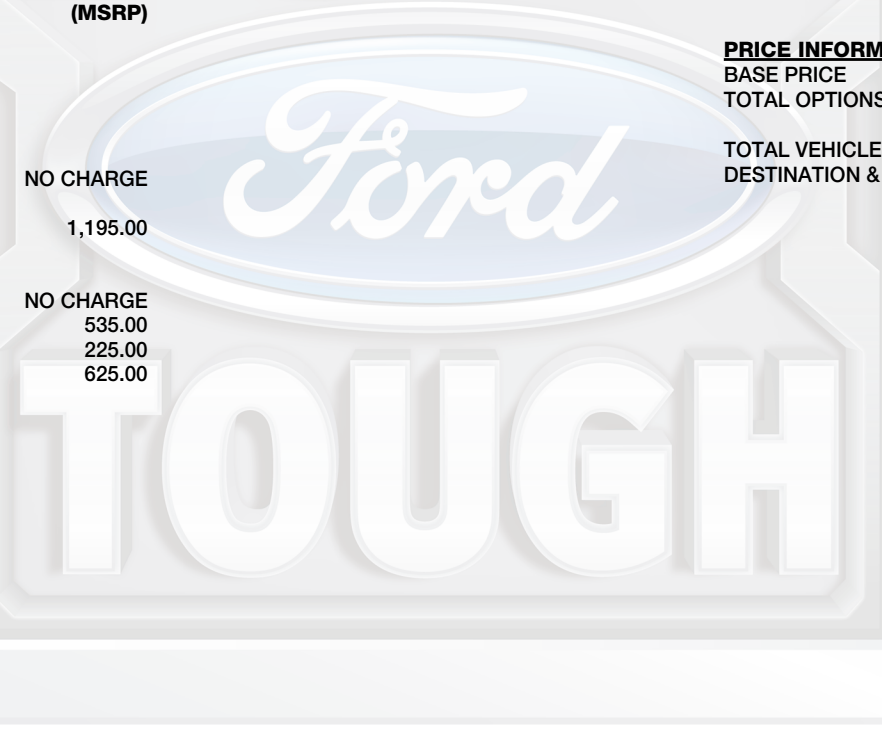 (MSRP)
NO CHARGE
1,195.00
NO CHARGE
535.00
225.00
625.00
PRICE INFORM
BASE PRICE
TOTAL OPTIONS
TOTAL VEHICLE
DESTINATION &
Ford
TOUGH